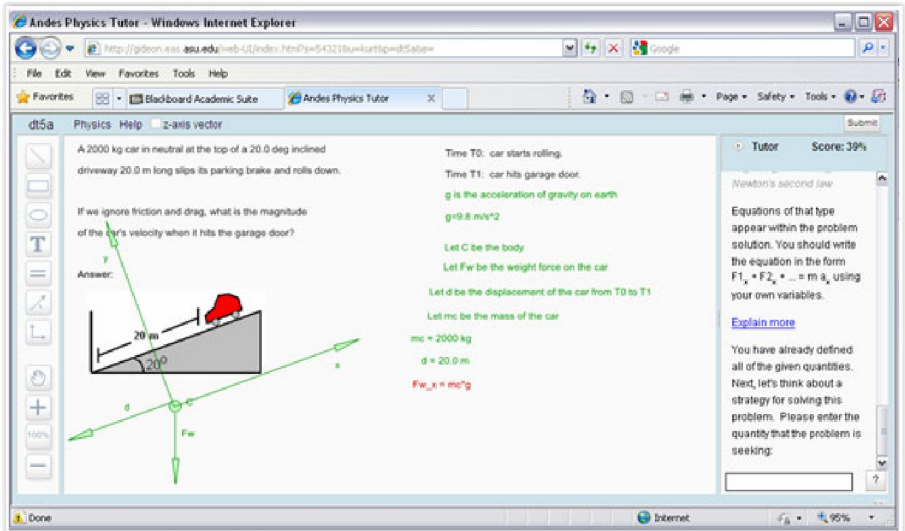 Andes Physics Tutor - Windows Internet Explorer
Google
File Edit View Favorites Tools Help
Favorites
Blackboard Academic Suite
Andes Physics Tutor
X
Page
Safety
Tools
dt5a Physics Help z-axis vector
Submit
A 2000 kg car in neutral at the top of a 20.0 deg inclined
driveway 20.0 m long slips its parking brake and rolls down.
If we ignore friction and drag, what is the magnitude
of the car's velocity when it hits the garage door?
Answer:
y
20 m
20⁰
x
d
C
Fw
T
100%
Time T0: car starts rolling.
Time T1: car hits garage door.
g is the acceleration of gravity on earth
g=9.8 m/s^2
Let C be the body
Let Fw be the weight force on the car
Let d be the displacement of the car from T0 to T1
Let mc be the mass of the car
mc = 2000 kg
d = 20.0 m
Fw_x = mc*g
Tutor Score: 39%
Newton's second law
Equations of that type
appear within the problem
solution. You should write
the equation in the form
F1ₓ + F2ₓ + ... = m aₓ using
your own variables.
Explain more
You have already defined
all of the given quantities.
Next, let's think about a
strategy for solving this
problem. Please enter the
quantity that the problem is
seeking:
?
Done
Internet
95%